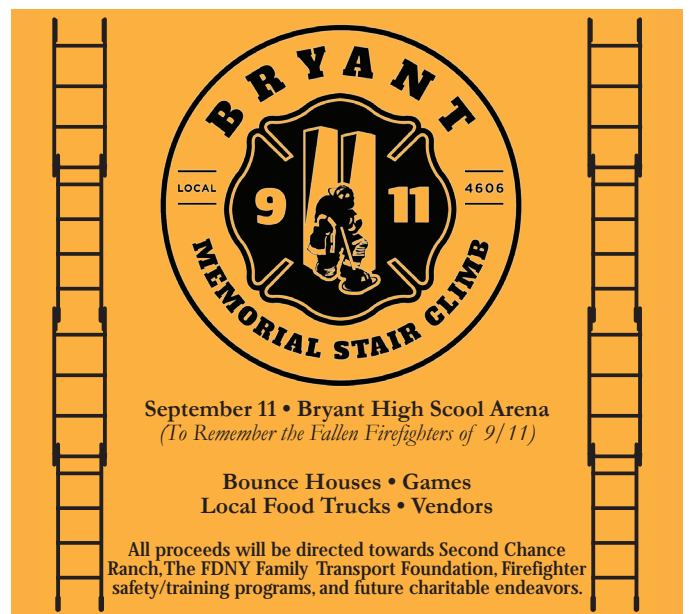 BRYANT
LOCAL
4606
9 11
MEMORIAL STAIR CLIMB
September 11 • Bryant High Scool Arena
(To Remember the Fallen Firefighters of 9/11)
Bounce Houses • Games
Local Food Trucks • Vendors
All proceeds will be directed towards Second Chance
Ranch,The FDNY Family Transport Foundation, Firefighter
safety/training programs, and future charitable endeavors.